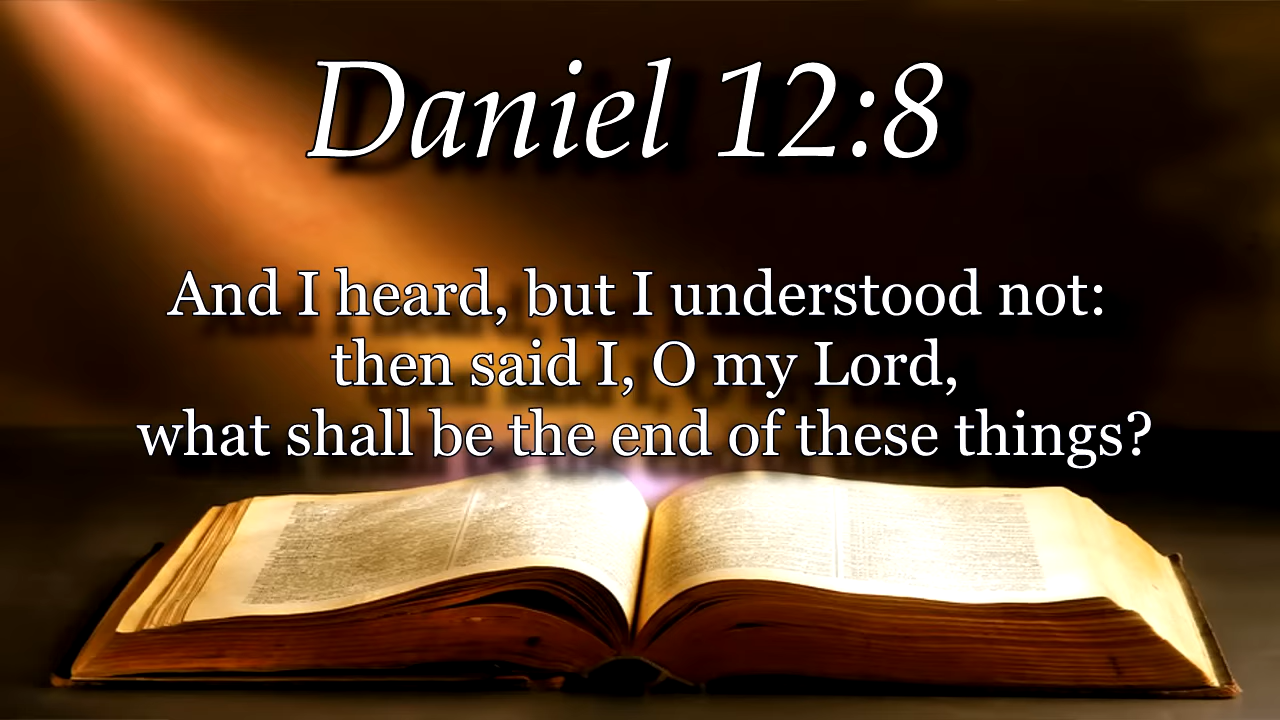 Daniel 12:8
And I heard, but I understood not:
then said I, O my Lord,
what shall be the end of these things?